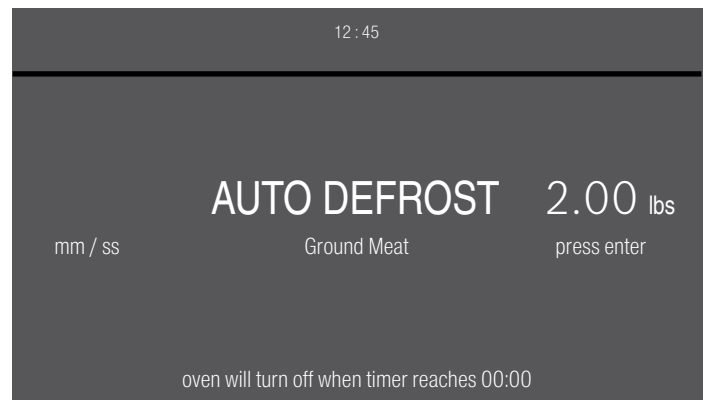 12 : 45
AUTO DEFROST 2.00 lbs
mm / ss Ground Meat press enter
oven will turn off when timer reaches 00:00